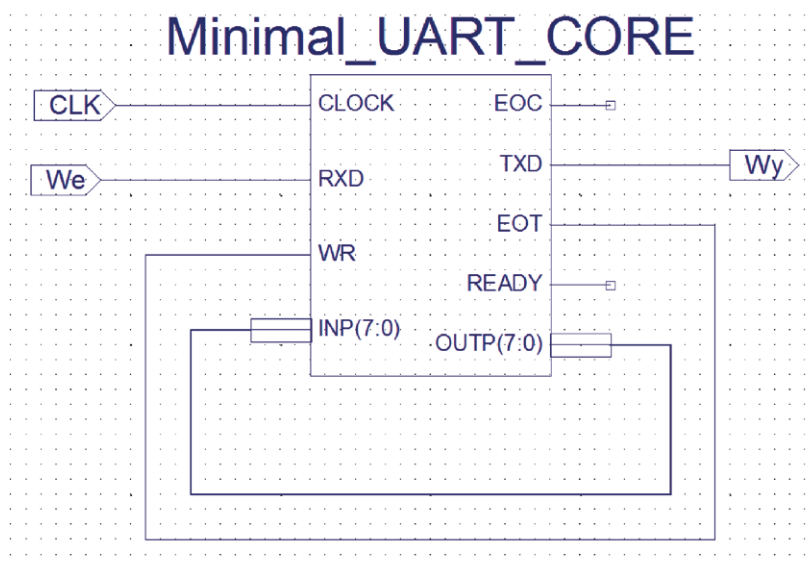 Minimal_UART_CORE
CLK
CLOCK
EOC
We
RXD
TXD
Wy
EOT
WR
READY
INP(7:0)
OUTP(7:0)